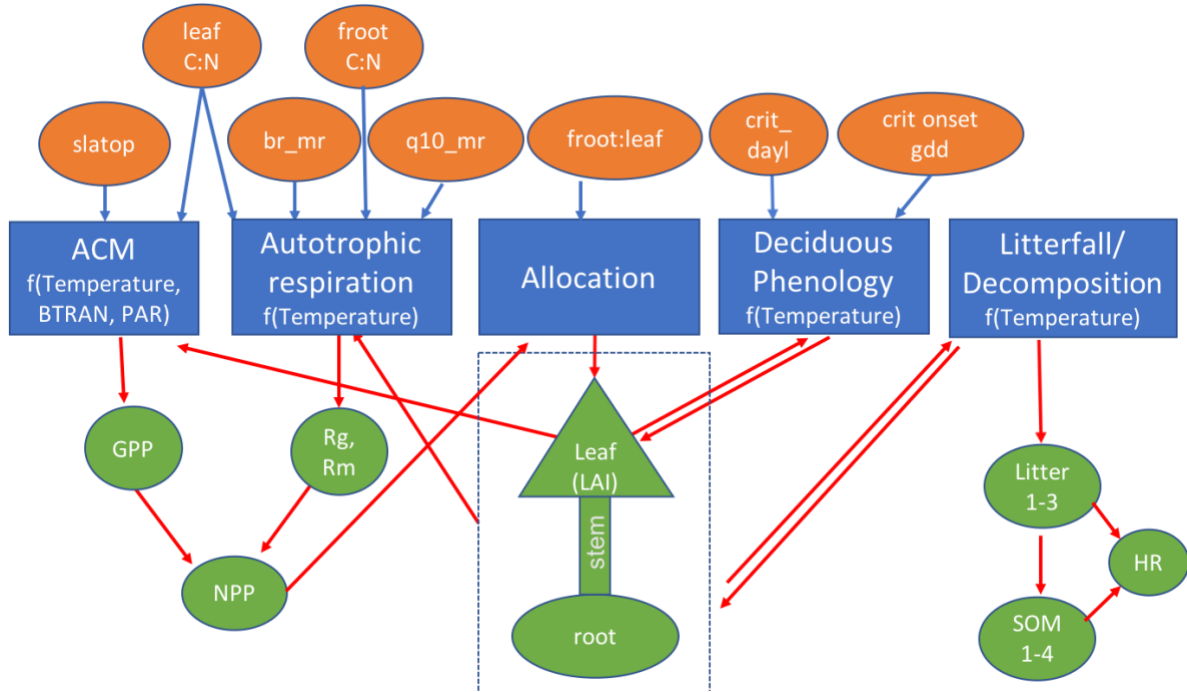 leaf
C:N
froot
C:N
slatop
br_mr
q10_mr
froot:leaf
crit_
dayl
crit onset
gdd
ACM
f(Temperature,
BTRAN, PAR)
Autotrophic
respiration
f(Temperature)
Allocation
Deciduous
Phenology
f(Temperature)
Litterfall/
Decomposition
f(Temperature)
GPP
Rg,
Rm
NPP
Leaf
(LAI)
stem
root
Litter
1-3
HR
SOM
1-4